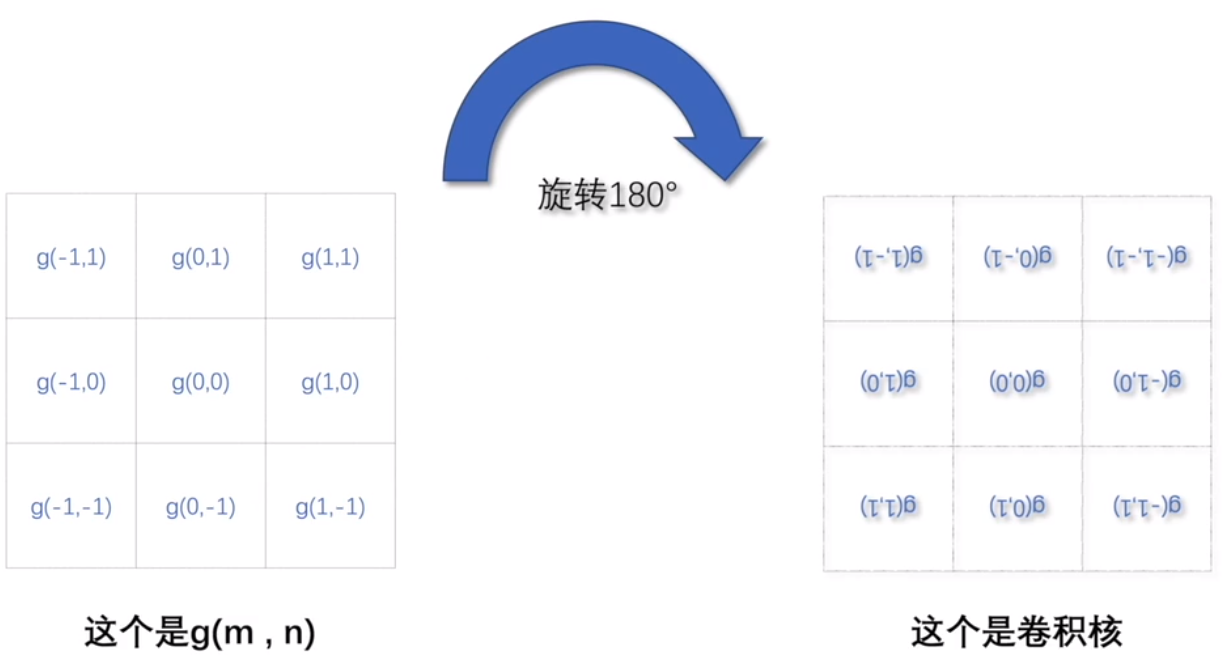 旋转180°
g(-1,1) g(0,1) g(1,1)
g(-1,0) g(0,0) g(1,0)
g(-1,-1) g(0,-1) g(1,-1)
这个是g(m , n)
g(1,-1) g(0,-1) g(-1,-1)
g(1,0) g(0,0) g(-1,0)
g(1,1) g(0,1) g(-1,1)
这个是卷积核